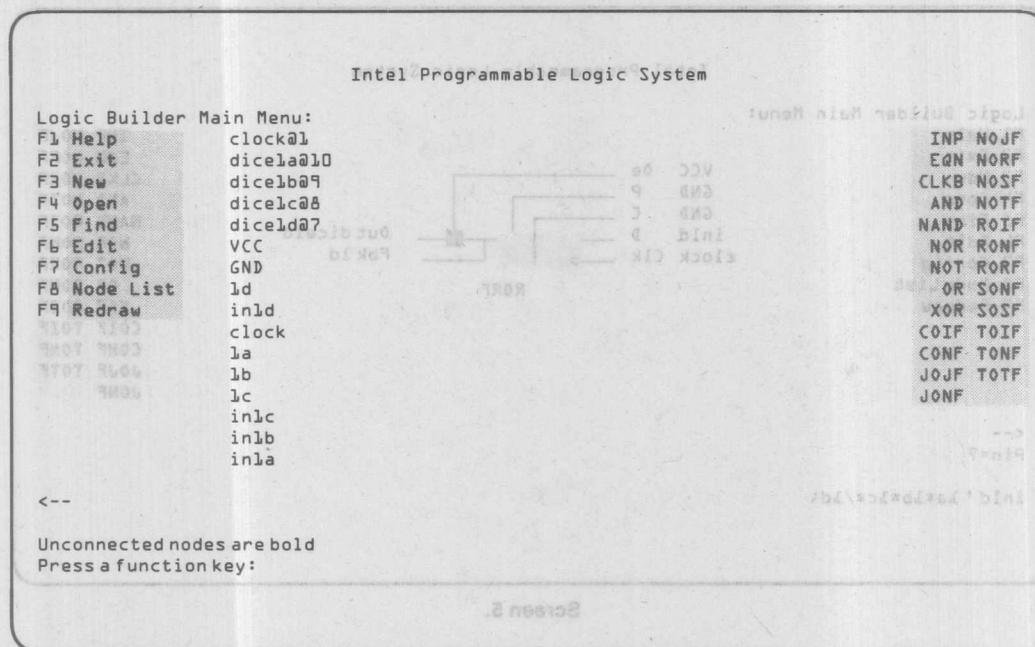 Intel Programmable Logic System
Logic Builder Main Menu:
F1 Help clock@1 INP NOJF
F2 Exit dice1a@10 EQN NORF
F3 New dice1b@9 CLKB NOSF
F4 Open dice1c@8 AND NOTF
F5 Find dice1d@7 NAND ROIF
F6 Edit VCC NOR RONF
F7 Config GND NOT RORF
F8 Node List 1d OR SONF
F9 Redraw in1d XOR SOSF
clock COIF TOIF
1a CONF TONF
1b JOJF TOTF
1c JONF
in1c
in1b
in1a
<--
Unconnected nodes are bold
Press a function key: